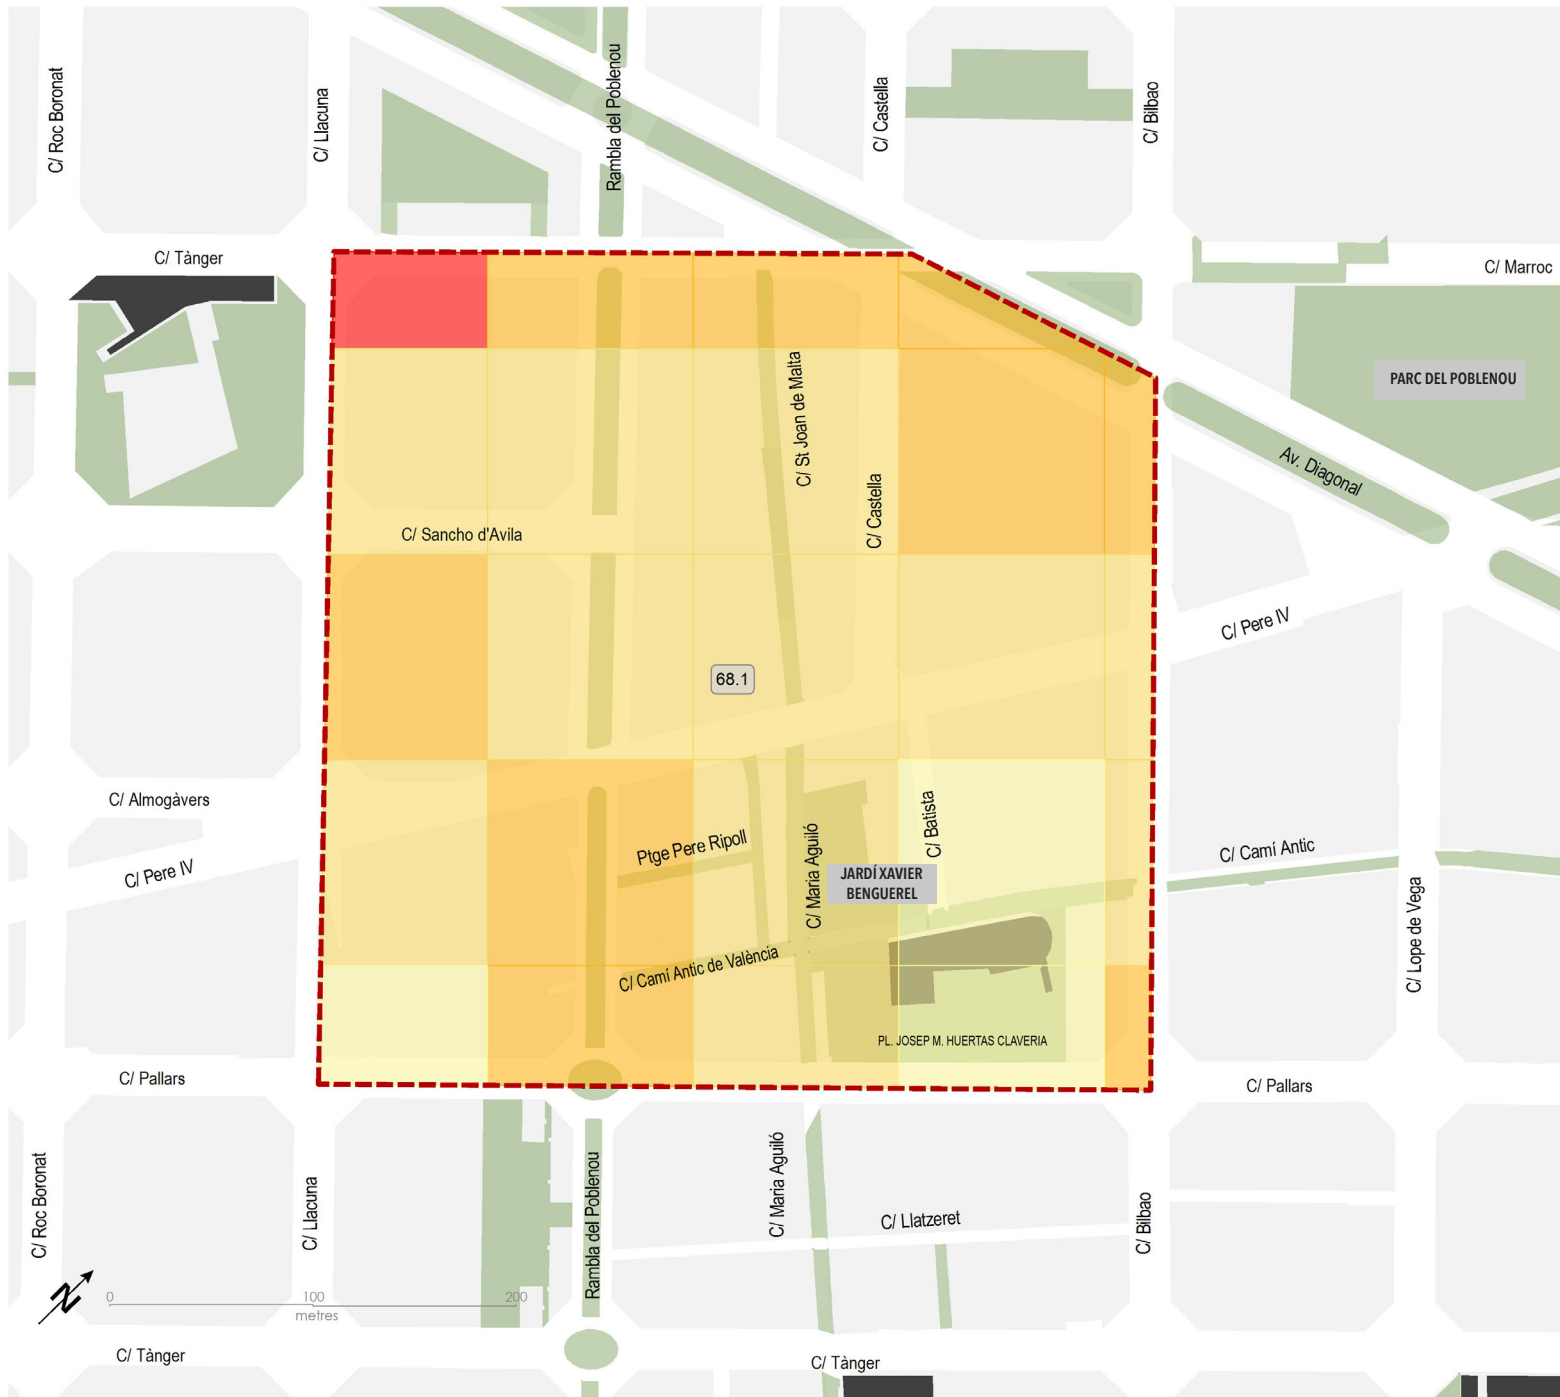 C/ Roc Boronat
C/ Llacuna
Rambla del Poblenou
C/ Castella
C/ Bilbao
C/ Tànger
C/ Marroc
PARC DEL POBLENOU
C/ St Joan de Malta
Av. Diagonal
C/ Castella
C/ Sancho d'Avila
C/ Pere IV
68.1
C/ Almogàvers
C/ Pere IV
Ptge Pere Ripoll
C/ Maria Aguiló
C/ Batista
C/ Camí Antic
JARDÍ XAVIER
BENGUEREL
C/ Camí Antic de València
C/ Lope de Vega
PL. JOSEP M. HUERTAS CLAVERIA
C/ Pallars
C/ Pallars
C/ Roc Boronat
C/ Llacuna
Rambla del Poblenou
C/ Maria Aguiló
C/ Llatzeret
C/ Bilbao
N
0 100 200
metres
C/ Tànger
C/ Tànger